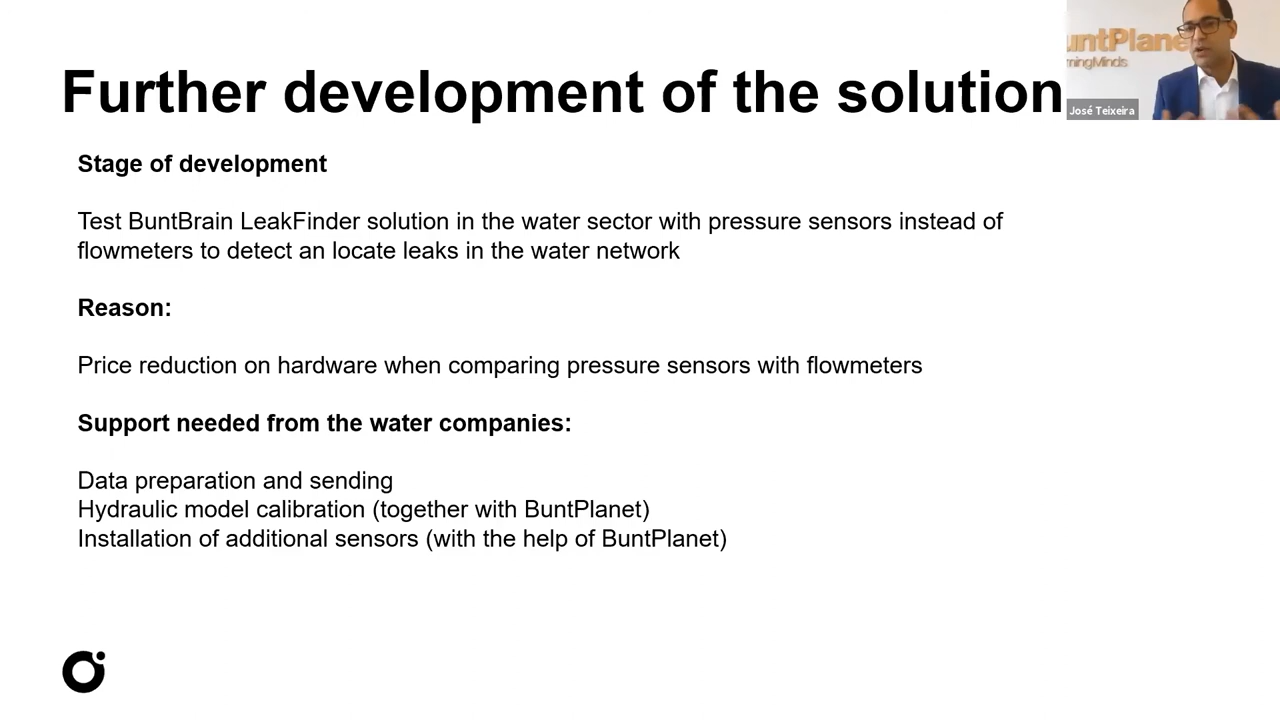 Further development of the solution
untPlane
rningMinds
José Teixeira
Stage of development
Test BuntBrain LeakFinder solution in the water sector with pressure sensors instead of
flowmeters to detect an locate leaks in the water network
Reason:
Price reduction on hardware when comparing pressure sensors with flowmeters
Support needed from the water companies:
Data preparation and sending
Hydraulic model calibration (together with BuntPlanet)
Installation of additional sensors (with the help of BuntPlanet)